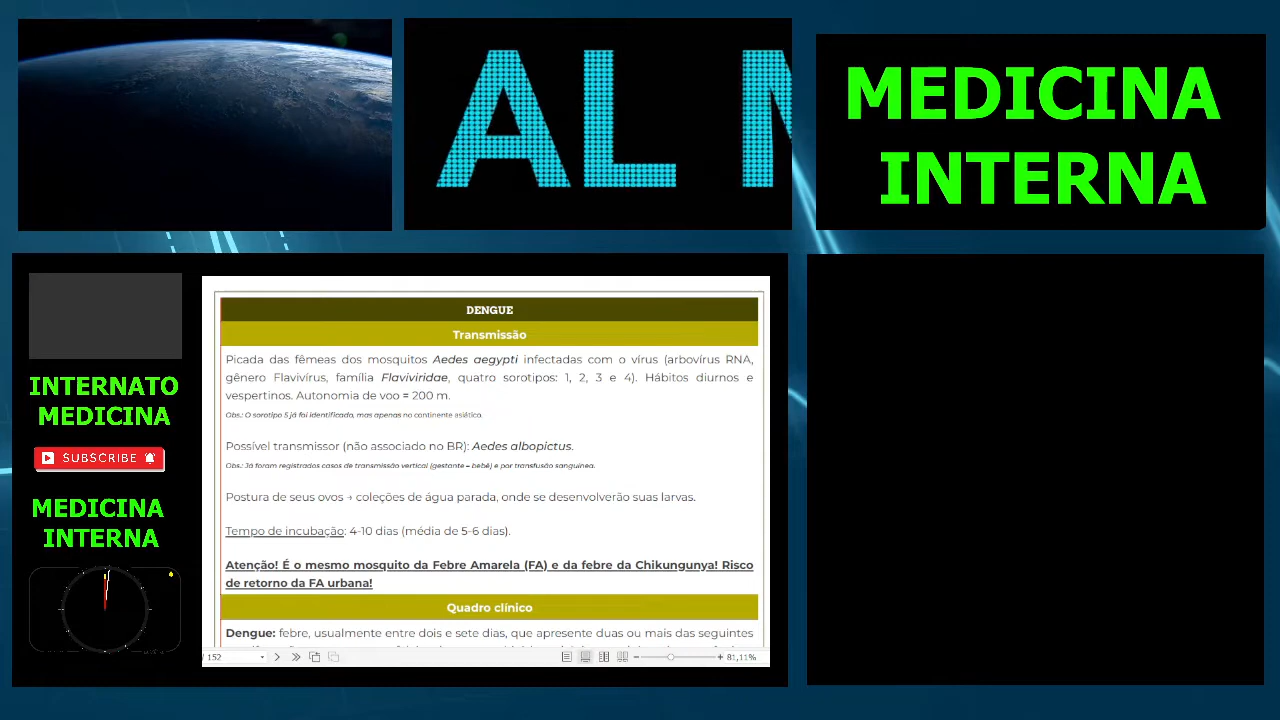 AL
MEDICINA
INTERNA
INTERNATO
MEDICINA
SUBSCRIBE
MEDICINA
INTERNA
DENGUE
Transmissão
Picada das fêmeas dos mosquitos Aedes aegypti infectadas com o vírus (arbovírus RNA,
gênero Flavivírus, família Flaviviridae, quatro sorotipos: 1, 2, 3 e 4). Hábitos diurnos e
vespertinos. Autonomia de voo = 200 m.
Obs.: O sorotipo 5 já foi identificado, mas apenas no continente asiático.
Possível transmissor (não associado no BR): Aedes albopictus.
Obs.: Já foram registrados casos de transmissão vertical (gestante – bebê) e por transfusão sanguínea.
Postura de seus ovos → coleções de água parada, onde se desenvolverão suas larvas.
Tempo de incubação: 4-10 dias (média de 5-6 dias).
Atenção! É o mesmo mosquito da Febre Amarela (FA) e da febre da Chikungunya! Risco
de retorno da FA urbana!
Quadro clínico
Dengue: febre, usualmente entre dois e sete dias, que apresente duas ou mais das seguintes
/ 152
81,11%